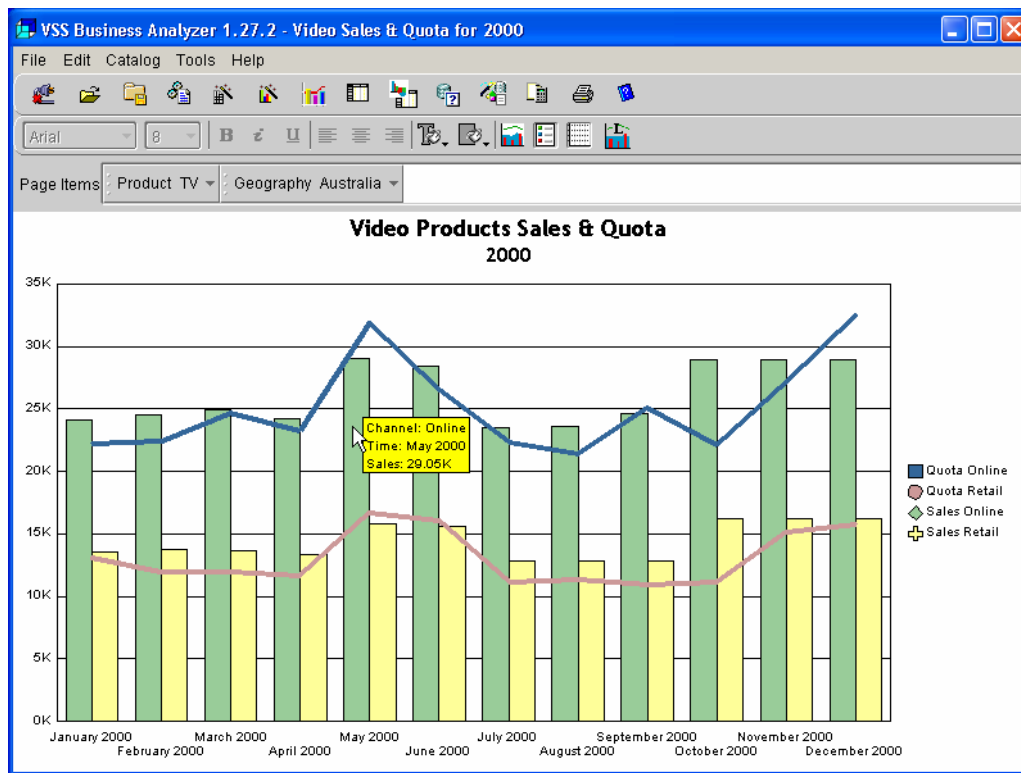 VSS Business Analyzer 1.27.2 - Video Sales & Quota for 2000
File Edit Catalog Tools Help
Arial 8 B i U
Page Items Product TV Geography Australia
Video Products Sales & Quota
2000
35K
30K
25K
20K
15K
10K
5K
0K
Channel: Online
Time: May 2000
Sales: 29.05K
Quota Online
Quota Retail
Sales Online
Sales Retail
January 2000 March 2000 May 2000 July 2000 September 2000 November 2000
February 2000 April 2000 June 2000 August 2000 October 2000 December 2000